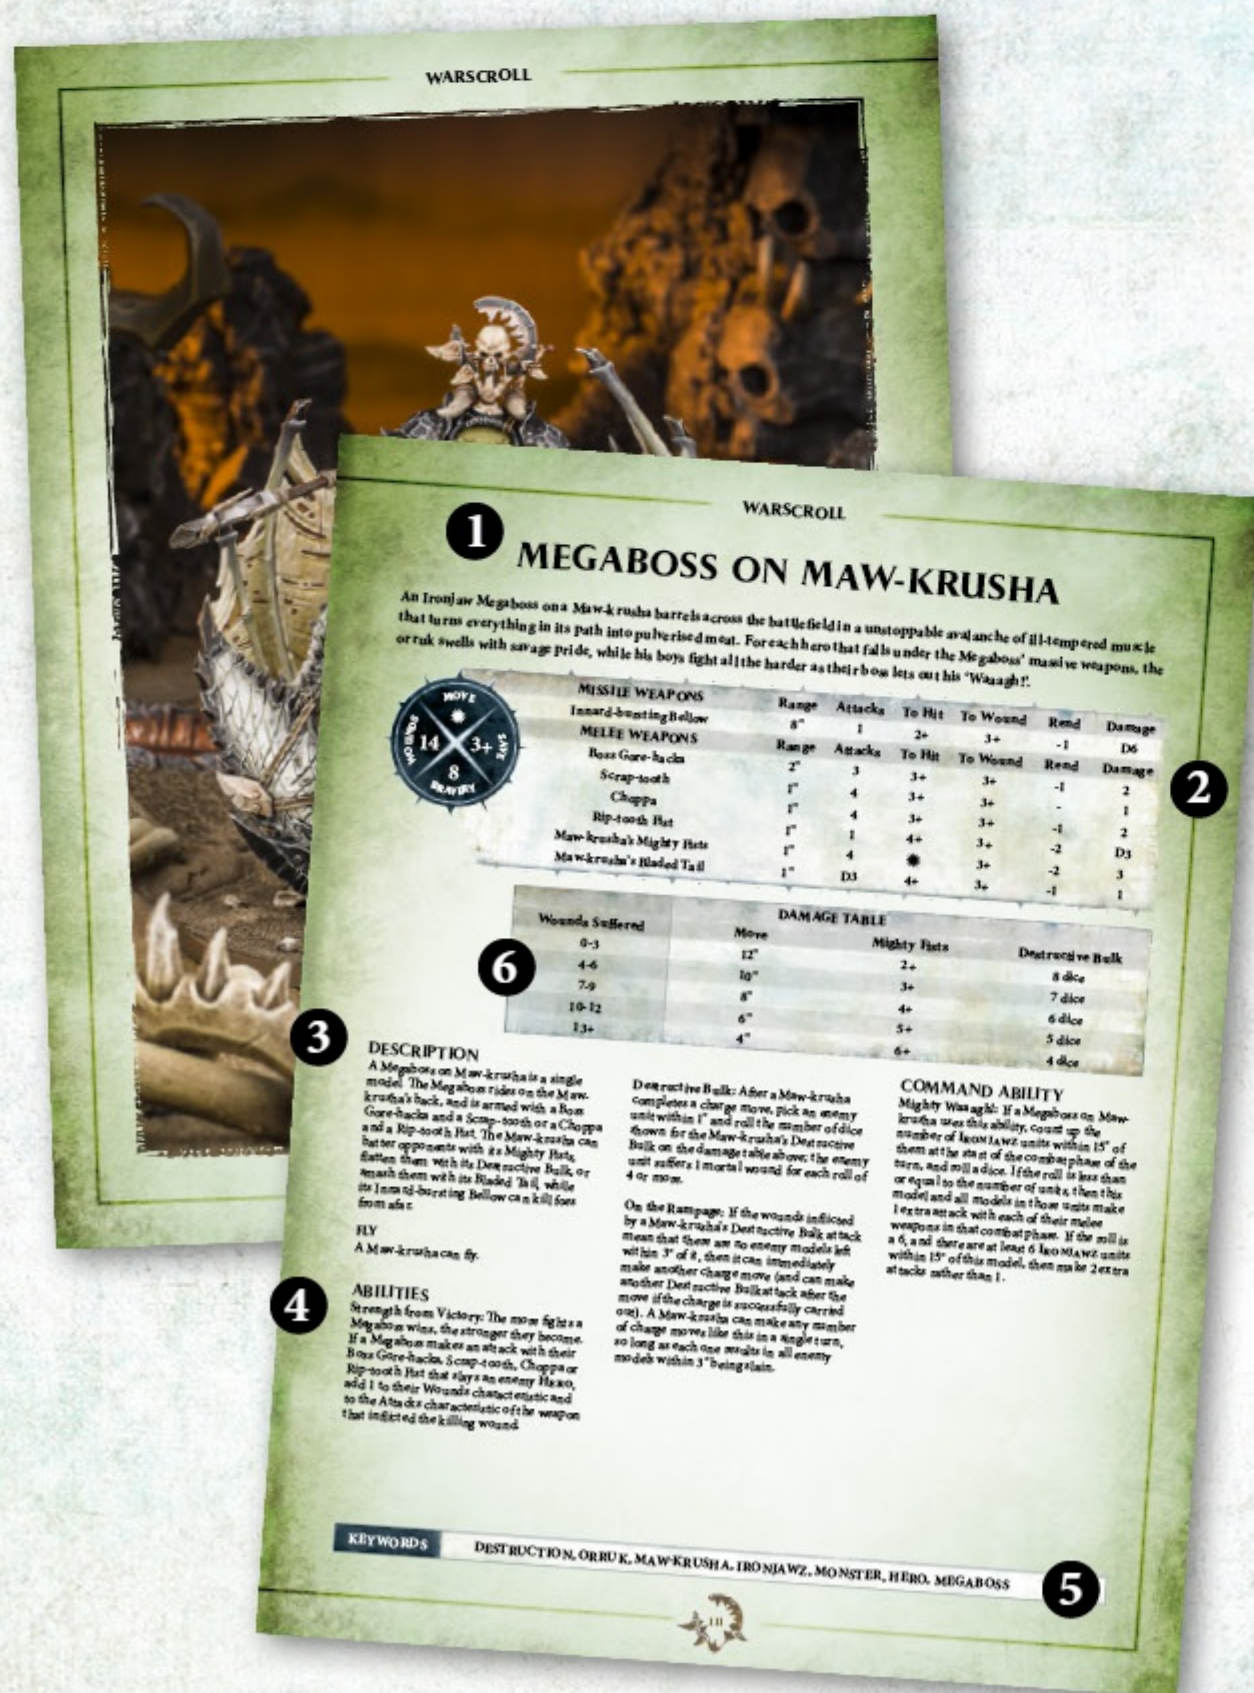 WARSCROLL
WARSCROLL
1
MEGABOSS ON MAW-KRUSHA
An Ironjaw Megaboss on a Maw-krusha barrels across the battlefield in a unstoppable avalanche of ill-tempered muscle
that turns everything in its path into pulverised meat. For each hero that falls under the Megaboss' massive weapons, the
orruk swells with savage pride, while his boys fight all the harder as their boss lets out his 'Waaagh!'.
MOVE
WOUNDS 14 3+ SAVE
8
BRAVERY
MISSILE WEAPONS Range Attacks To Hit To Wound Rend Damage
Innard-bursting Bellow 8" 1 2+ 3+ -1 D6
MELEE WEAPONS Range Attacks To Hit To Wound Rend Damage
Boss Gore-hacka 2" 3 3+ 3+ -1 2
Scrap-tooth 1" 4 3+ 3+ - 1
Choppa 1" 4 3+ 3+ -1 2
Rip-tooth Fist 1" 1 4+ 3+ -2 D3
Maw-krusha's Mighty Fists 1" 4 ✹ 3+ -2 3
Maw-krusha's Bladed Tail 1" D3 4+ 3+ -1 1
2
DAMAGE TABLE
Wounds Suffered Move Mighty Fists Destructive Bulk
0-3 12" 2+ 8 dice
4-6 10" 3+ 7 dice
7-9 8" 4+ 6 dice
10-12 6" 5+ 5 dice
13+ 4" 6+ 4 dice
6
3
DESCRIPTION
A Megaboss on Maw-krusha is a single
model. The Megaboss rides on the Maw-
krusha's back, and is armed with a Boss
Gore-hacka and a Scrap-tooth or a Choppa
and a Rip-tooth Fist. The Maw-krusha can
batter opponents with its Mighty Fists,
flatten them with its Destructive Bulk, or
smash them with its Bladed Tail, while
its Innard-bursting Bellow can kill foes
from afar.
FLY
A Maw-krusha can fly.
4
ABILITIES
Strength from Victory: The more fights a
Megaboss wins, the stronger they become.
If a Megaboss makes an attack with their
Boss Gore-hacka, Scrap-tooth, Choppa or
Rip-tooth Fist that slays an enemy HERO,
add 1 to their Wounds characteristic and
to the Attacks characteristic of the weapon
that inflicted the killing wound.
Destructive Bulk: After a Maw-krusha
completes a charge move, pick an enemy
unit within 1" and roll the number of dice
shown for the Maw-krusha's Destructive
Bulk on the damage table above; the enemy
unit suffers 1 mortal wound for each roll of
4 or more.
On the Rampage: If the wounds inflicted
by a Maw-krusha's Destructive Bulk attack
mean that there are no enemy models left
within 3" of it, then it can immediately
make another charge move (and can make
another Destructive Bulk attack after the
move if the charge is successfully carried
out). A Maw-krusha can make any number
of charge moves like this in a single turn,
so long as each one results in all enemy
models within 3" being slain.
COMMAND ABILITY
Mighty Waaagh!: If a Megaboss on Maw-
krusha uses this ability, count up the
number of IRONJAWZ units within 15" of
them at the start of the combat phase of the
turn, and roll a dice. If the roll is less than
or equal to the number of units, then this
model and all models in those units make
1 extra attack with each of their melee
weapons in that combat phase. If the roll is
a 6, and there are at least 6 IRONJAWZ units
within 15" of this model, then make 2 extra
attacks rather than 1.
KEYWORDS DESTRUCTION, ORRUK, MAW-KRUSHA, IRONJAWZ, MONSTER, HERO, MEGABOSS
5